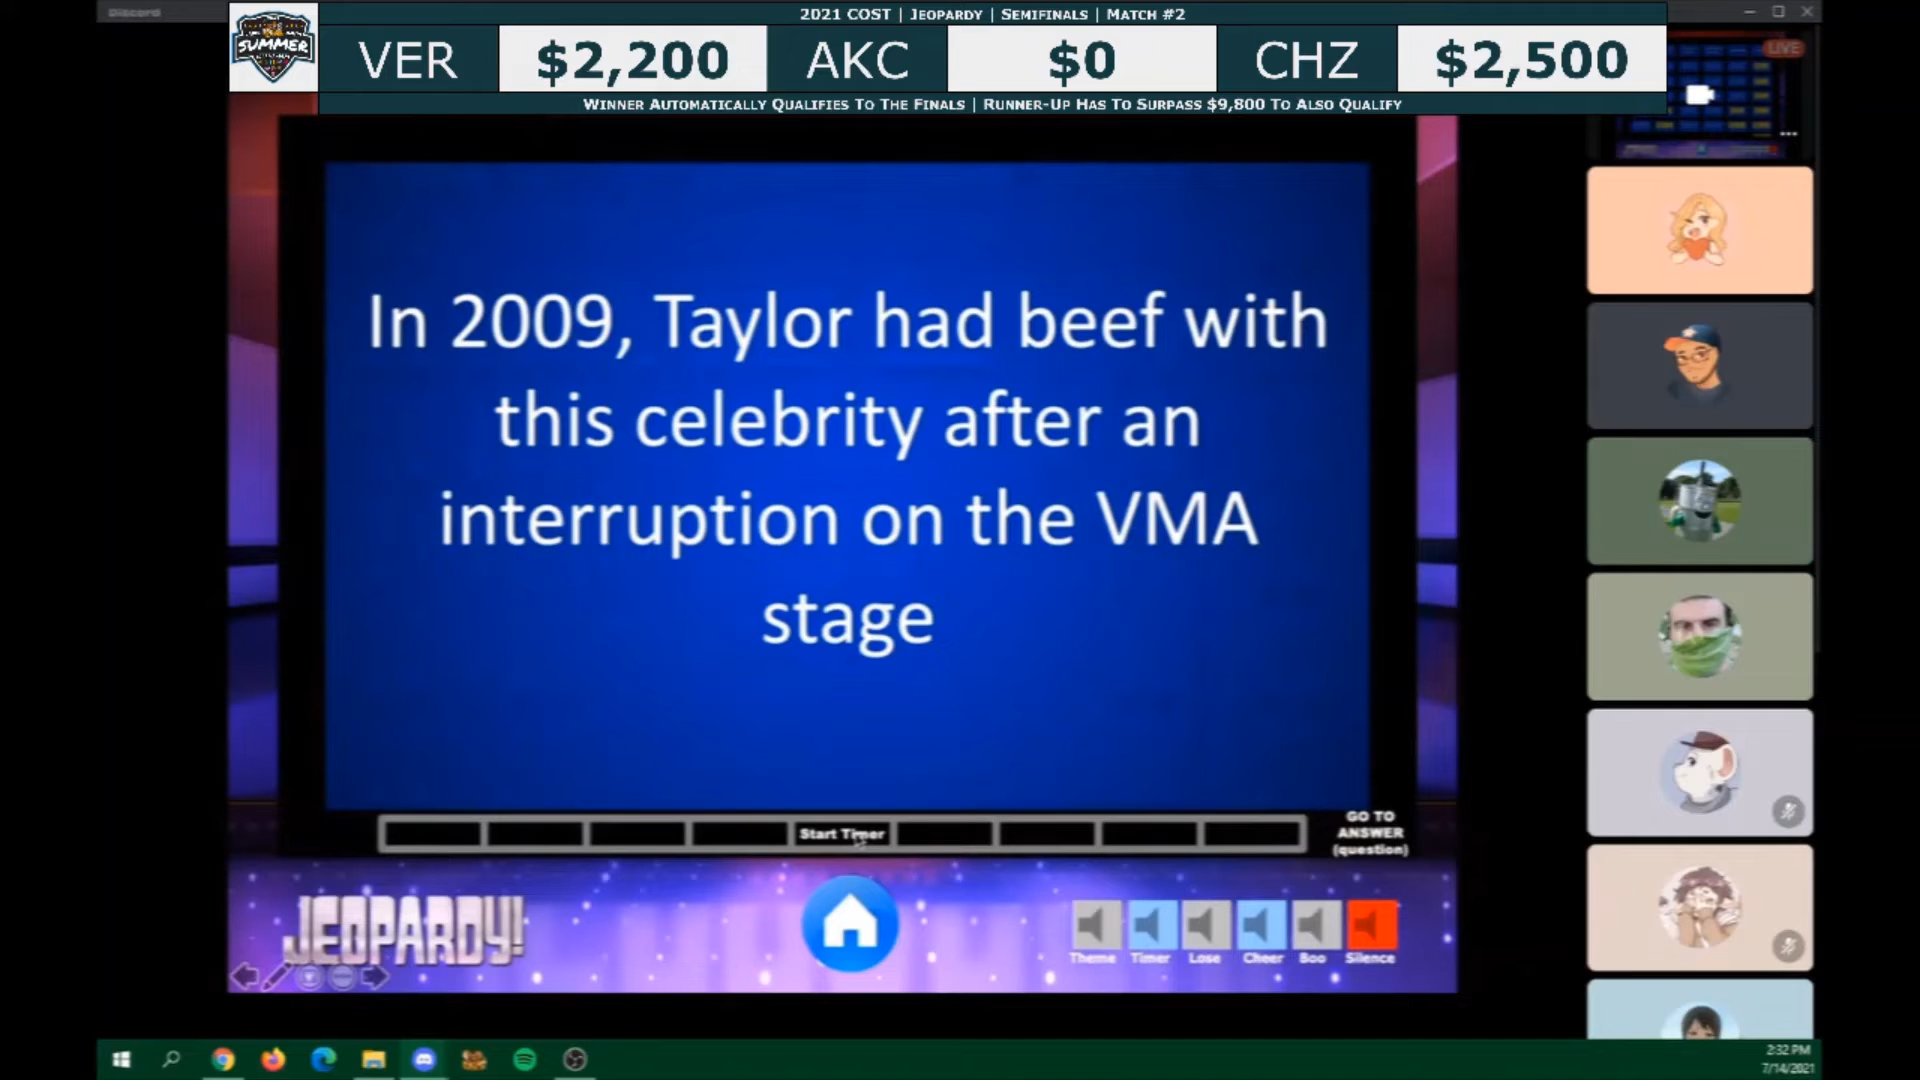 Discord
2021 COST | JEOPARDY | SEMIFINALS | MATCH #2
SUMMER
VER $2,200 AKC $0 CHZ $2,500
WINNER AUTOMATICALLY QUALIFIES TO THE FINALS | RUNNER-UP HAS TO SURPASS $9,800 TO ALSO QUALIFY
LIVE
In 2009, Taylor had beef with
this celebrity after an
interruption on the VMA
stage
Start Timer
GO TO
ANSWER
(question)
JEOPARDY!
Theme Timer Lose Cheer Boo Silence
2:32 PM
7/14/2021